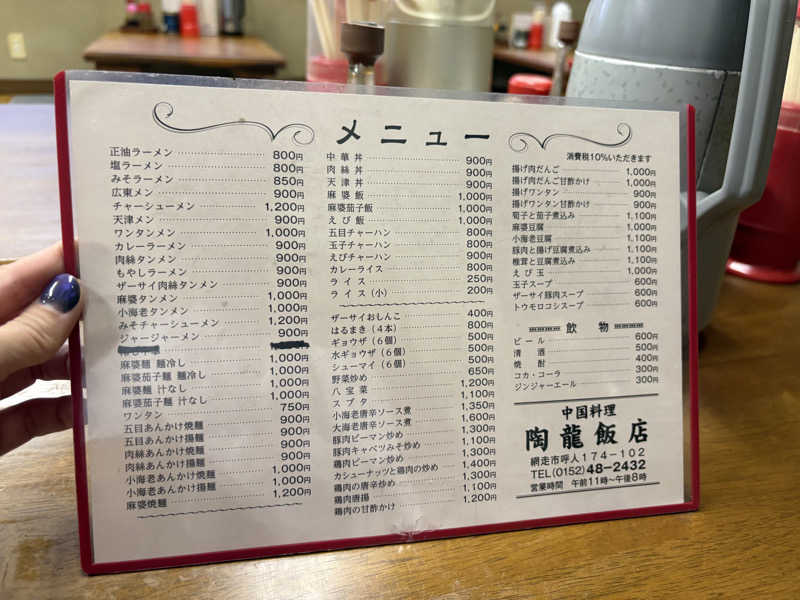 メニュー
正油ラーメン 800円
塩ラーメン 800円
みそラーメン 850円
広東メン 900円
チャーシューメン 1,200円
天津メン 900円
ワンタンメン 1,000円
カレーラーメン 900円
肉絲メン 900円
もやしラーメン 900円
ザーサイ肉絲メン 900円
麻婆タンメン 1,000円
小海老タンメン 1,000円
みそチャーシューメン 1,200円
ジャージャーメン 900円
麻婆麺 麺冷し 1,000円
麻婆茄子麺 麺冷し 1,000円
麻婆麺 汁なし 1,000円
麻婆茄子麺 汁なし 1,000円
ワンタン 750円
五目あんかけ焼麺 900円
五目あんかけ揚麺 900円
肉絲あんかけ焼麺 900円
肉絲あんかけ揚麺 900円
小海老あんかけ焼麺 1,000円
小海老あんかけ揚麺 1,000円
麻婆焼麺 1,200円
中華丼 900円
肉絲丼 900円
天津丼 900円
麻婆飯 1,000円
麻婆茄子飯 1,000円
えび飯 1,000円
五目チャーハン 800円
玉子チャーハン 800円
えびチャーハン 900円
カレーライス 800円
ライス 250円
ライス(小) 200円
ザーサイおしんこ 400円
はるまき(4本) 800円
ギョウザ(6個) 500円
水ギョウザ(6個) 500円
シューマイ(6個) 500円
野菜炒め 650円
八宝菜 1,200円
スブタ 1,100円
小海老唐辛ソース煮 1,350円
大海老唐辛ソース煮 1,600円
豚肉ピーマン炒め 1,100円
豚肉キャベツみそ炒め 1,100円
鶏肉ピーマン炒め 1,100円
カシューナッツと鶏肉の炒め 1,400円
鶏肉の唐辛炒め 1,300円
鶏肉唐揚 1,100円
鶏肉の甘酢かけ 1,200円
消費税10%いただきます
揚げ肉だんご 1,000円
揚げ肉だんご甘酢かけ 1,000円
揚げワンタン 900円
揚げワンタン甘酢かけ 900円
筍子と茄子煮込み 1,100円
麻婆豆腐 1,000円
小海老豆腐 1,100円
豚肉と揚げ豆腐煮込み 1,100円
椎茸と豆腐煮込み 1,100円
えび玉 1,000円
玉子スープ 600円
ザーサイ豚肉スープ 600円
トウモロコシスープ 600円
飲物
ビール 600円
清酒 500円
焼酎 400円
コカ・コーラ 300円
ジンジャーエール 300円
中国料理
陶龍飯店
網走市呼人174-102
TEL(0152)48-2432
営業時間 午前11時〜午後8時